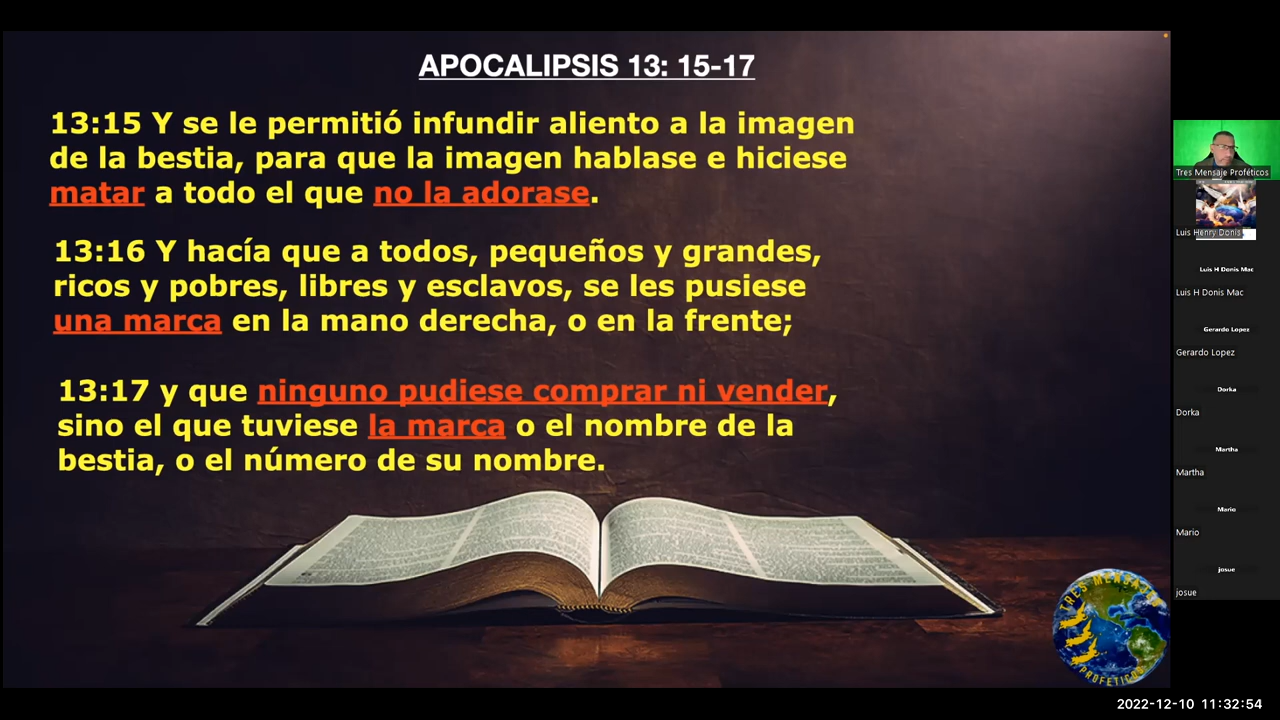 APOCALIPSIS 13: 15-17
13:15 Y se le permitió infundir aliento a la imagen
de la bestia, para que la imagen hablase e hiciese
matar a todo el que no la adorase.
13:16 Y hacía que a todos, pequeños y grandes,
ricos y pobres, libres y esclavos, se les pusiese
una marca en la mano derecha, o en la frente;
13:17 y que ninguno pudiese comprar ni vender,
sino el que tuviese la marca o el nombre de la
bestia, o el número de su nombre.
TRES MENSAJES
PROFÉTICOS
Tres Mensaje Proféticos
Luis Henry Donis
Luis H Donis Mac
Luis H Donis Mac
Gerardo Lopez
Gerardo Lopez
Dorka
Dorka
Martha
Martha
Mario
Mario
josue
josue
2022-12-10 11:32:54